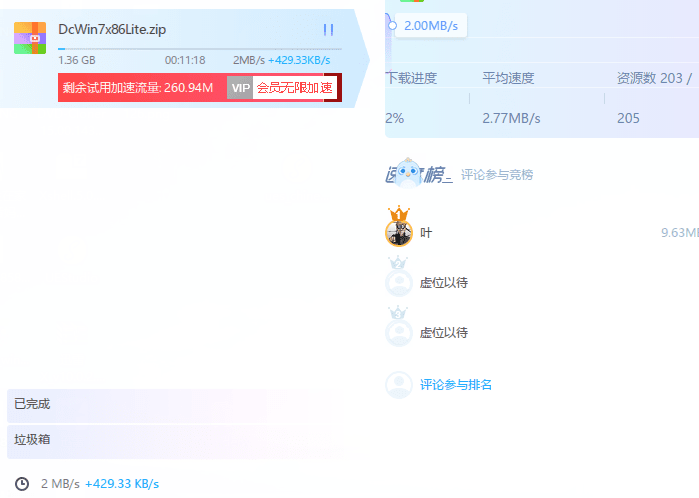 DcWin7x86Lite.zip
1.36 GB 00:11:18 2MB/s +429.33KB/s
剩余试用加速流量: 260.94M VIP 会员无限加速
已完成
垃圾箱
2 MB/s +429.33 KB/s
2.00MB/s
下载进度 平均速度 资源数 203 /
2% 2.77MB/s 205
榜 评论参与竞榜
1
叶 9.63M
2
虚位以待
3
虚位以待
评论参与排名